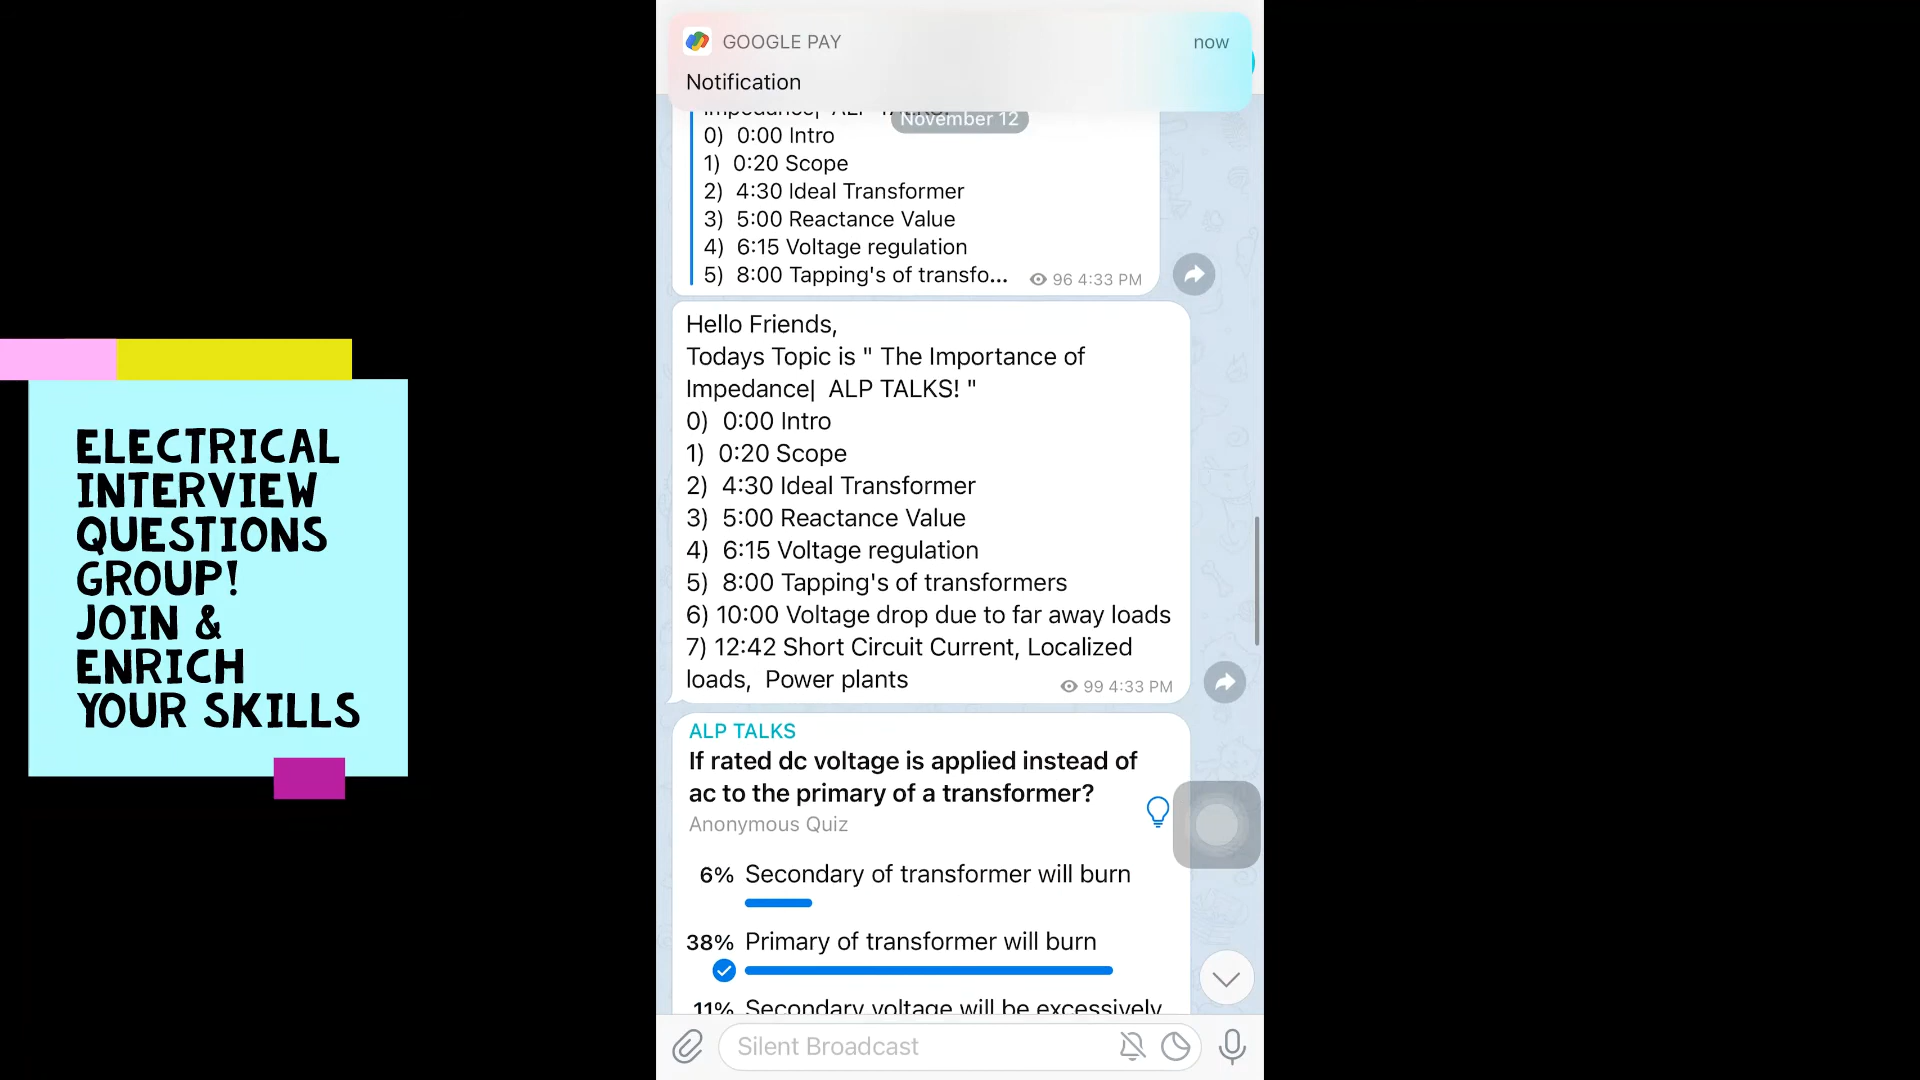 ELECTRICAL
INTERVIEW
QUESTIONS
GROUP!
JOIN &
ENRICH
YOUR SKILLS
GOOGLE PAY
now
Notification
November 12
0) 0:00 Intro
1) 0:20 Scope
2) 4:30 Ideal Transformer
3) 5:00 Reactance Value
4) 6:15 Voltage regulation
5) 8:00 Tapping's of transfo...
96 4:33 PM
Hello Friends,
Todays Topic is " The Importance of
Impedance| ALP TALKS! "
0) 0:00 Intro
1) 0:20 Scope
2) 4:30 Ideal Transformer
3) 5:00 Reactance Value
4) 6:15 Voltage regulation
5) 8:00 Tapping's of transformers
6) 10:00 Voltage drop due to far away loads
7) 12:42 Short Circuit Current, Localized
loads, Power plants
99 4:33 PM
ALP TALKS
If rated dc voltage is applied instead of
ac to the primary of a transformer?
Anonymous Quiz
6% Secondary of transformer will burn
38% Primary of transformer will burn
11% Secondary voltage will be excessively
Silent Broadcast